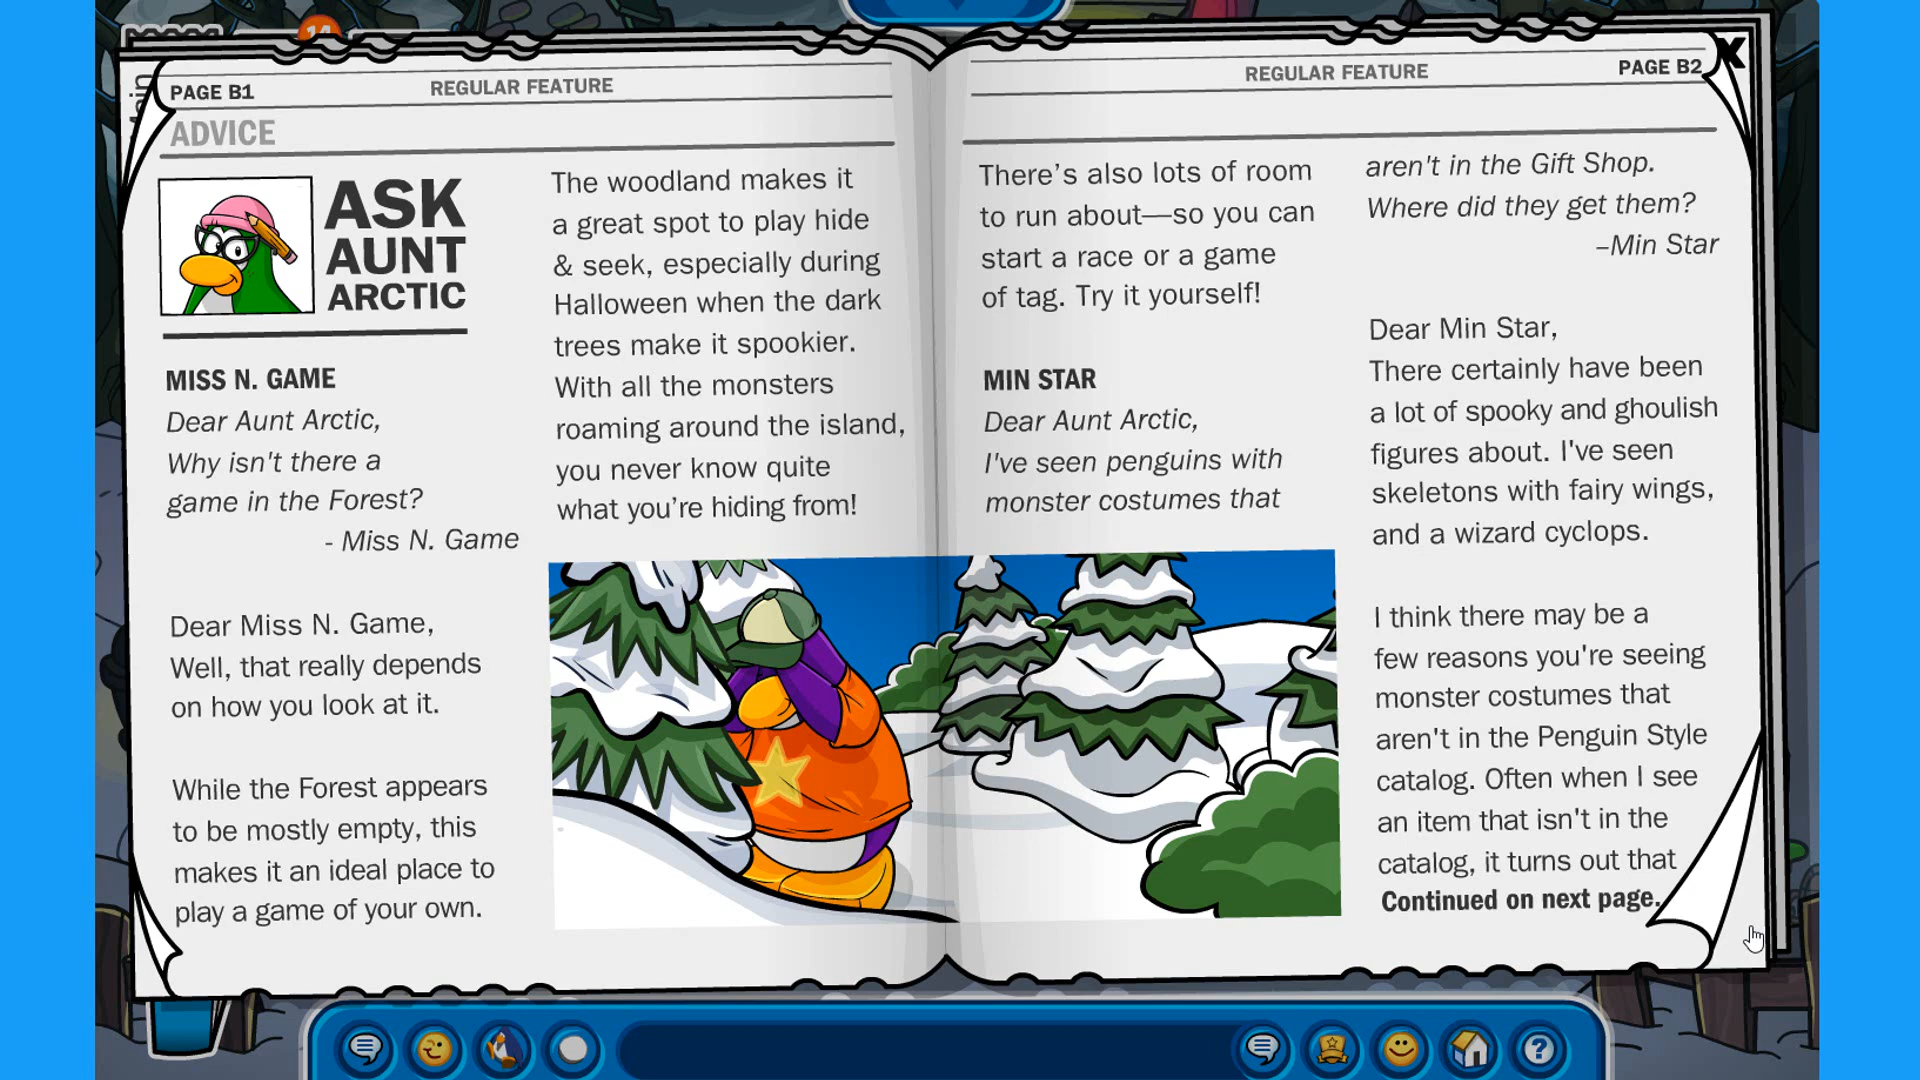 14
Main
PAGE B1
REGULAR FEATURE
ADVICE
ASK
AUNT
ARCTIC
MISS N. GAME
Dear Aunt Arctic,
Why isn't there a
game in the Forest?
- Miss N. Game
Dear Miss N. Game,
Well, that really depends
on how you look at it.
While the Forest appears
to be mostly empty, this
makes it an ideal place to
play a game of your own.
The woodland makes it
a great spot to play hide
& seek, especially during
Halloween when the dark
trees make it spookier.
With all the monsters
roaming around the island,
you never know quite
what you’re hiding from!
REGULAR FEATURE
PAGE B2
X
There’s also lots of room
to run about—so you can
start a race or a game
of tag. Try it yourself!
MIN STAR
Dear Aunt Arctic,
I've seen penguins with
monster costumes that
aren't in the Gift Shop.
Where did they get them?
–Min Star
Dear Min Star,
There certainly have been
a lot of spooky and ghoulish
figures about. I've seen
skeletons with fairy wings,
and a wizard cyclops.
I think there may be a
few reasons you're seeing
monster costumes that
aren't in the Penguin Style
catalog. Often when I see
an item that isn't in the
catalog, it turns out that
Continued on next page.
?